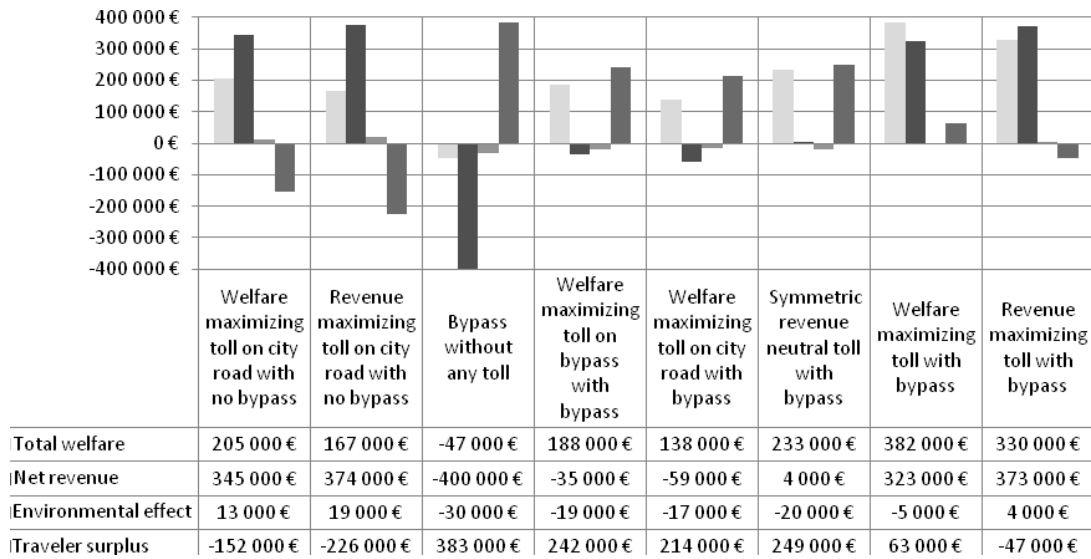 400 000 €
300 000 €
200 000 €
100 000 €
0 €
-100 000 €
-200 000 €
-300 000 €
-400 000 €
Welfare maximizing toll on city road with no bypass
Revenue maximizing toll on city road with no bypass
Bypass without any toll
Welfare maximizing toll on bypass with bypass
Welfare maximizing toll on city road with bypass
Symmetric revenue neutral toll with bypass
Welfare maximizing toll with bypass
Revenue maximizing toll with bypass
Total welfare 205 000 € 167 000 € -47 000 € 188 000 € 138 000 € 233 000 € 382 000 € 330 000 €
Net revenue 345 000 € 374 000 € -400 000 € -35 000 € -59 000 € 4 000 € 323 000 € 373 000 €
Environmental effect 13 000 € 19 000 € -30 000 € -19 000 € -17 000 € -20 000 € -5 000 € 4 000 €
Traveler surplus -152 000 € -226 000 € 383 000 € 242 000 € 214 000 € 249 000 € 63 000 € -47 000 €